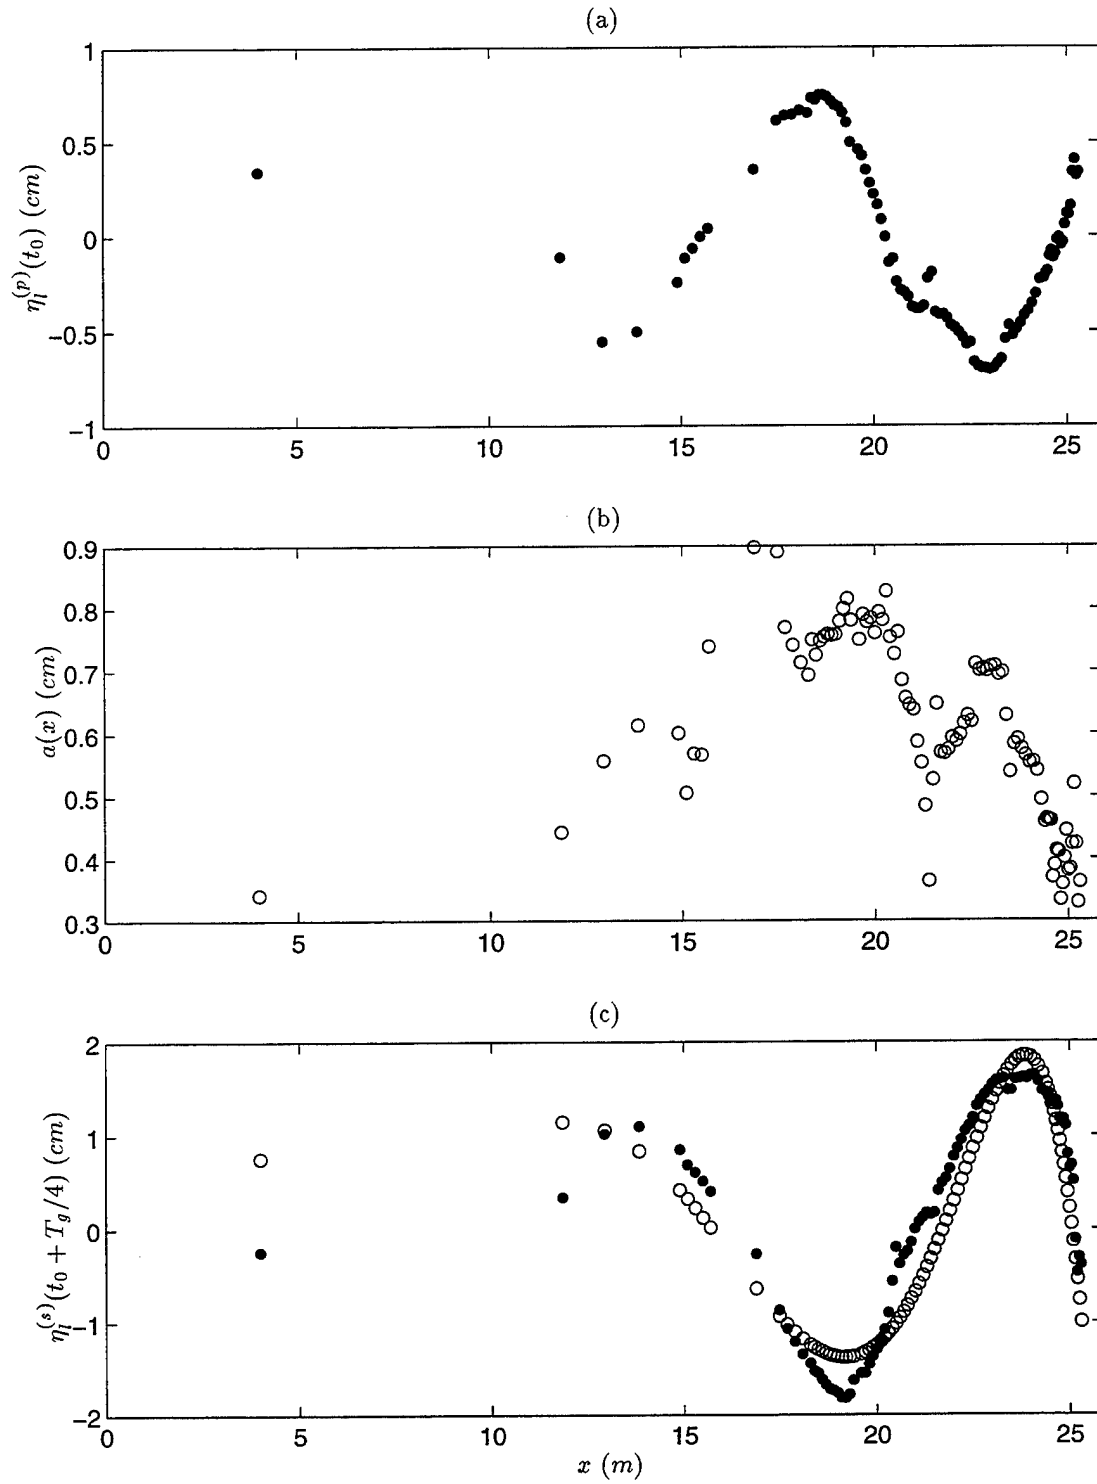 (a)
1
0.5
0
−0.5
−1
η_l^(p)(t_0) (cm)
0 5 10 15 20 25
(b)
0.9
0.8
0.7
0.6
0.5
0.4
0.3
a(x) (cm)
0 5 10 15 20 25
(c)
2
1
0
−1
−2
η_l^(s)(t_0 + T_g/4) (cm)
0 5 10 15 20 25
x (m)